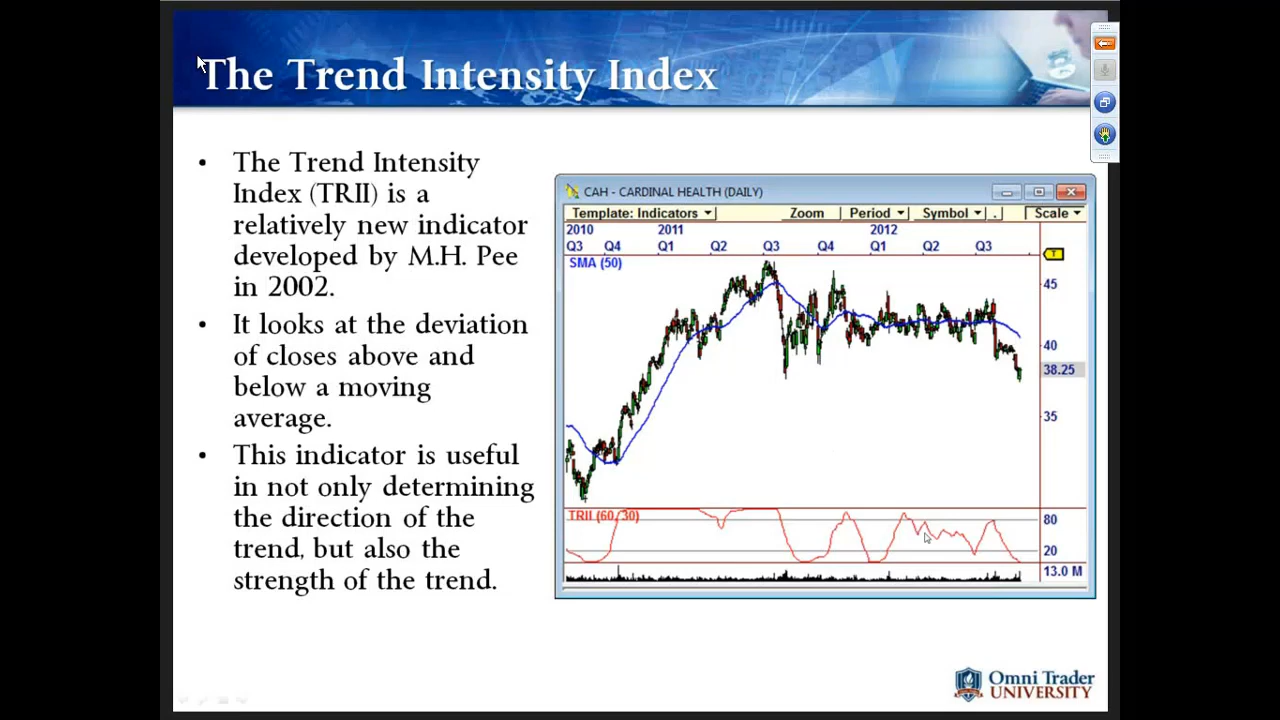 The Trend Intensity Index
• The Trend Intensity
Index (TRII) is a
relatively new indicator
developed by M.H. Pee
in 2002.
• It looks at the deviation
of closes above and
below a moving
average.
• This indicator is useful
in not only determining
the direction of the
trend, but also the
strength of the trend.
CAH - CARDINAL HEALTH (DAILY)
Template: Indicators Zoom Period Symbol . Scale
2010 2011 2012
Q3 Q4 Q1 Q2 Q3 Q4 Q1 Q2 Q3
T
SMA (50)
45
40
38.25
35
TRII (60, 30)
80
20
13.0 M
Omni Trader
UNIVERSITY